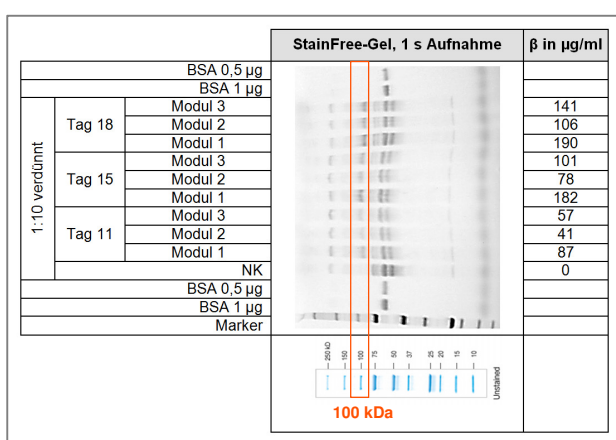 StainFree-Gel, 1 s Aufnahme β in µg/ml
BSA 0,5 µg
BSA 1 µg
1:10 verdünnt
Tag 18
Modul 3 141
Modul 2 106
Modul 1 190
Tag 15
Modul 3 101
Modul 2 78
Modul 1 182
Tag 11
Modul 3 57
Modul 2 41
Modul 1 87
NK 0
BSA 0,5 µg
BSA 1 µg
Marker
250 kD 150 100 75 50 37 25 20 15 10
Unstained
100 kDa